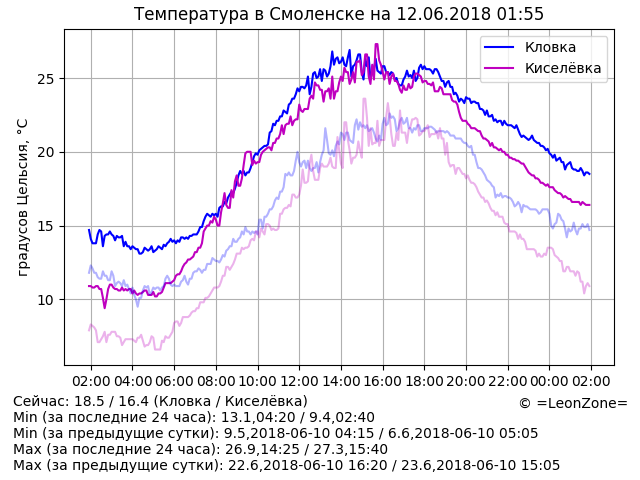 Температура в Смоленске на 12.06.2018 01:55
Кловка
Киселёвка
градусов Цельсия, °C
25
20
15
10
02:00 04:00 06:00 08:00 10:00 12:00 14:00 16:00 18:00 20:00 22:00 00:00 02:00
Сейчас: 18.5 / 16.4 (Кловка / Киселёвка)
© =LeonZone=
Min (за последние 24 часа): 13.1,04:20 / 9.4,02:40
Min (за предыдущие сутки): 9.5,2018-06-10 04:15 / 6.6,2018-06-10 05:05
Max (за последние 24 часа): 26.9,14:25 / 27.3,15:40
Max (за предыдущие сутки): 22.6,2018-06-10 16:20 / 23.6,2018-06-10 15:05